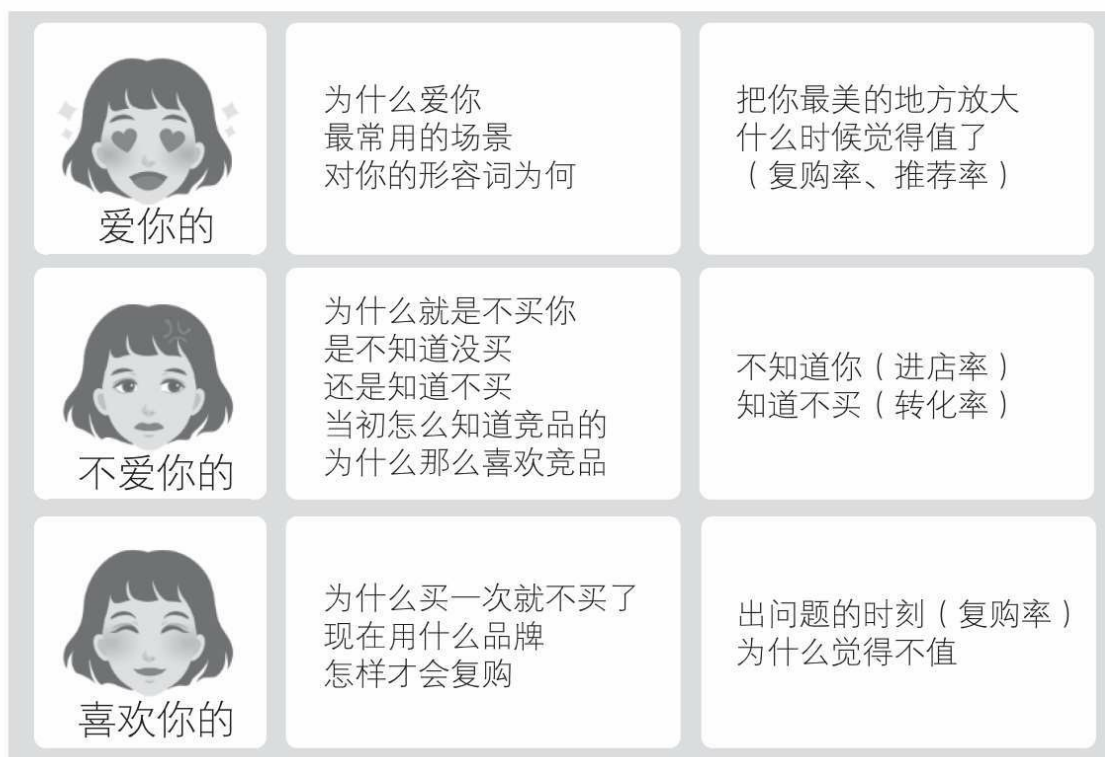 爱你的
为什么爱你
最常用的场景
对你的形容词为何
把你最美的地方放大
什么时候觉得值了
（复购率、推荐率）
不爱你的
为什么就是不买你
是不知道没买
还是知道不买
当初怎么知道竞品的
为什么那么喜欢竞品
不知道你（进店率）
知道不买（转化率）
喜欢你的
为什么买一次就不买了
现在用什么品牌
怎样才会复购
出问题的时刻（复购率）
为什么觉得不值